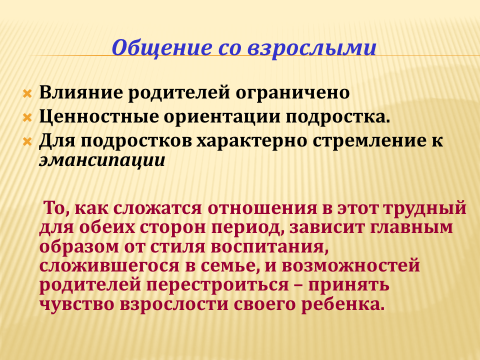 Общение со взрослыми
Влияние родителей ограничено
Ценностные ориентации подростка.
Для подростков характерно стремление к
эмансипации
То, как сложатся отношения в этот трудный
для обеих сторон период, зависит главным
образом от стиля воспитания,
сложившегося в семье, и возможностей
родителей перестроиться – принять
чувство взрослости своего ребенка.